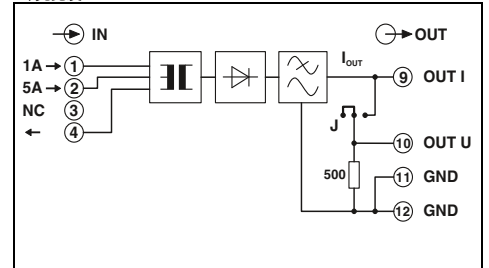 IN
OUT
1A → 1
5A → 2
NC 3
← 4
I OUT
9 OUT I
J
10 OUT U
500
11 GND
12 GND